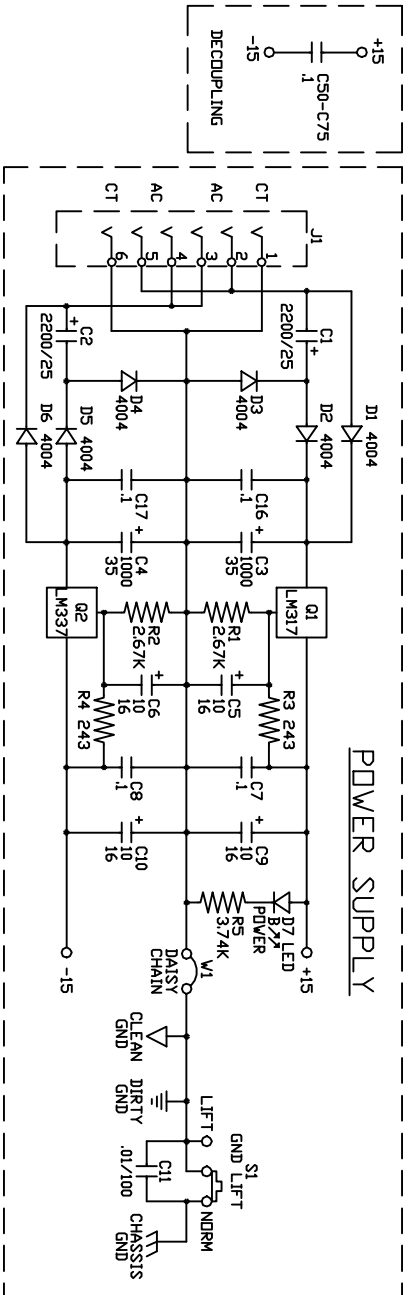 POWER SUPPLY
+15
-15
C50-C75
.1
DECOUPLING
J1
CT
AC
AC
CT
1
2
3
4
5
6
C1
2200/25
+
C2
2200/25
+
D1 4004
D2 4004
D3
4004
D4
4004
D5 4004
D6 4004
C16
.1
C17
.1
+
C3
1000
35
+
C4
1000
35
Q1
LM317
Q2
LM337
R1
2.67K
R2
2.67K
R3 243
R4 243
+
C5
10
16
+
C6
10
16
C7
.1
C8
.1
+
C9
10
16
+
C10
10
16
D7 LED
B
POWER
R5
3.74K
+15
-15
W1
DAISY
CHAIN
CLEAN
GND
DIRTY
GND
LIFT
S1
GND LIFT
NORM
C11
.01/100
CHASSIS
GND